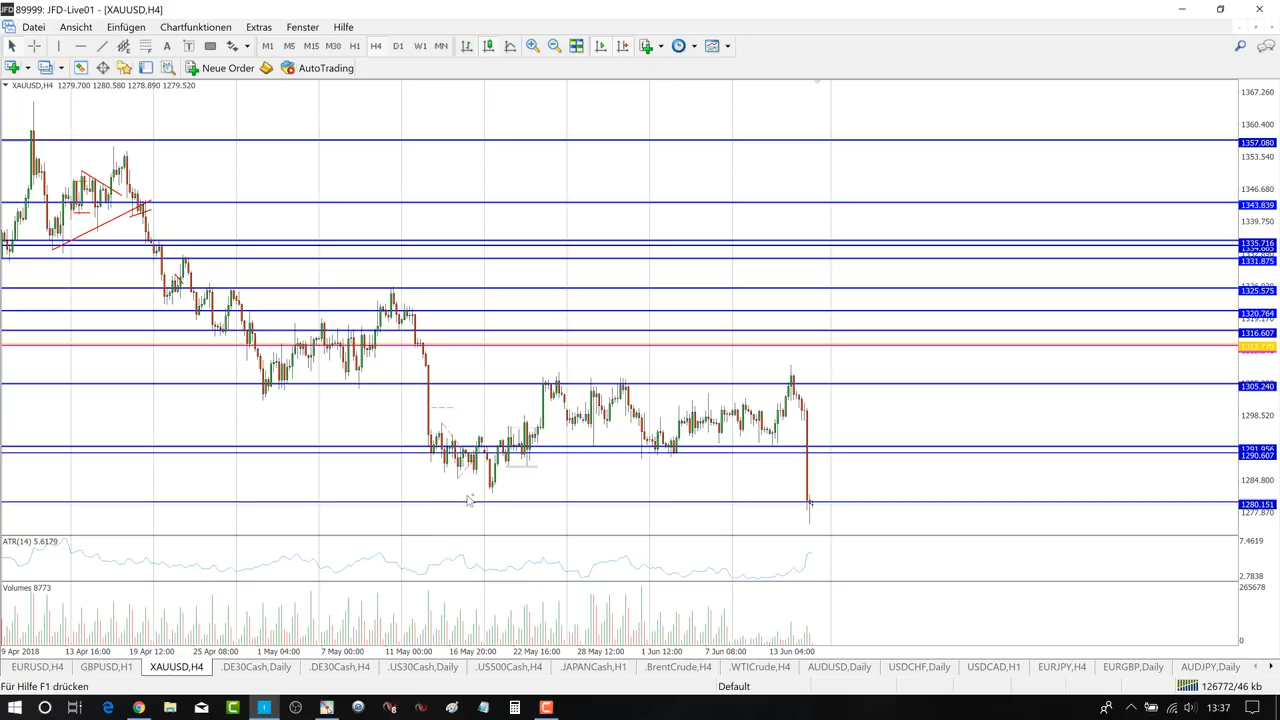 89999: JFD-Live01 - [XAUUSD,H4]
Datei Ansicht Einfügen Chartfunktionen Extras Fenster Hilfe
A T M1 M5 M15 M30 H1 H4 D1 W1 MN
New Order AutoTrading
XAUUSD,H4 1279.700 1280.580 1278.890 1279.520
1367.260
1360.400
1357.080
1353.540
1346.680
1343.839
1339.750
1335.716
1331.875
1325.575
1320.764
1316.607
1305.240
1298.520
1291.956
1290.607
1284.800
1280.151
1277.870
ATR(14) 5.6179
7.4619
2.7838
Volumes 8773
265678
0
9 Apr 2018 13 Apr 16:00 19 Apr 12:00 25 Apr 08:00 1 May 04:00 7 May 00:00 11 May 00:00 16 May 20:00 22 May 16:00 28 May 12:00 1 Jun 12:00 7 Jun 08:00 13 Jun 04:00
EURUSD,H4 GBPUSD,H1 XAUUSD,H4 .DE30Cash,Daily .DE30Cash,H4 .US30Cash,Daily .US500Cash,H4 .JAPANCash,H1 .BrentCrude,H4 .WTICrude,H4 AUDUSD,Daily USDCHF,Daily USDCAD,H1 EURJPY,H4 EURGBP,Daily AUDJPY,Daily
Für Hilfe F1 drücken Default 126772/46 kb
13:37